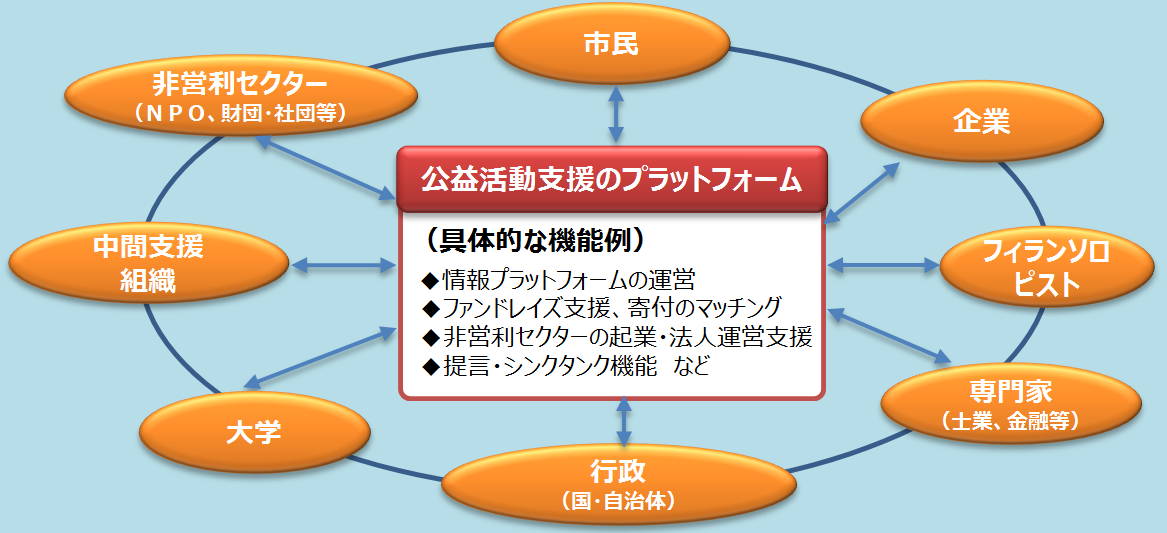 市民
非営利セクター
（ＮＰＯ、財団・社団等）
企業
公益活動支援のプラットフォーム
（具体的な機能例）
◆情報プラットフォームの運営
◆ファンドレイズ支援、寄付のマッチング
◆非営利セクターの起業・法人運営支援
◆提言・シンクタンク機能　など
中間支援
組織
フィランソロ
ピスト
大学
専門家
（士業、金融等）
行政
（国・自治体）